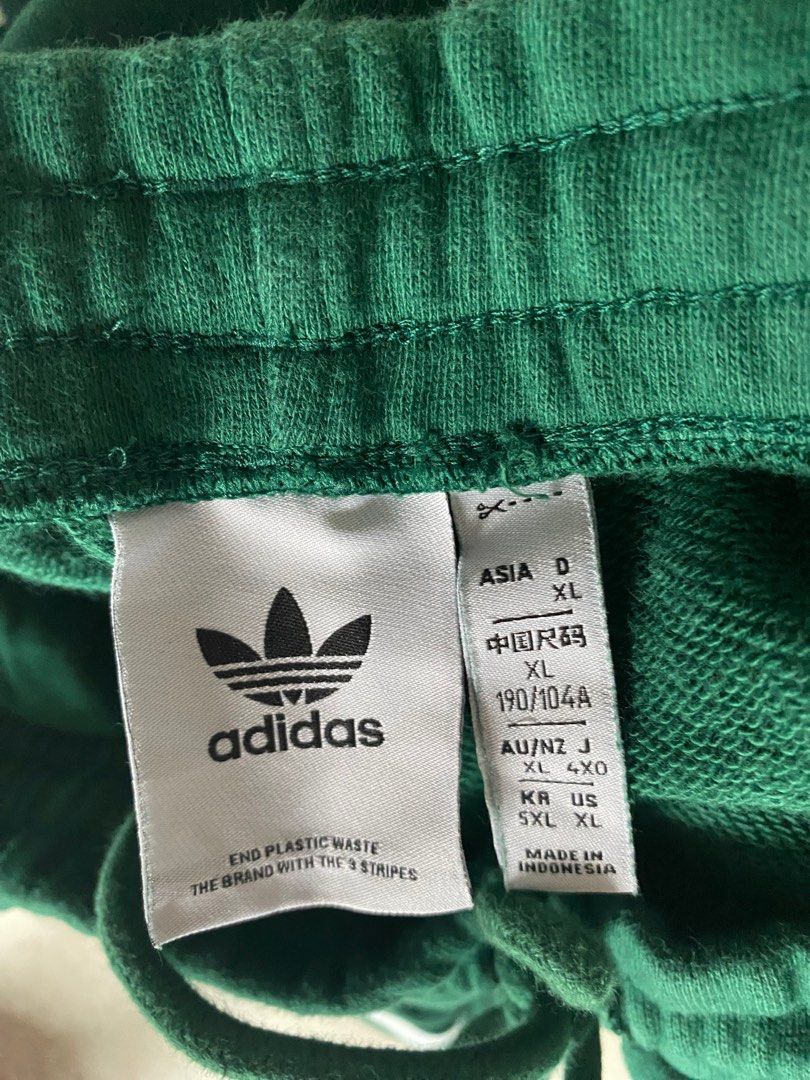 adidas
END PLASTIC WASTE
THE BRAND WITH THE 3 STRIPES
ASIA D
XL
中国尺码
XL
190/104A
AU/NZ J
XL 4XO
KR US
5XL XL
MADE IN
INDONESIA